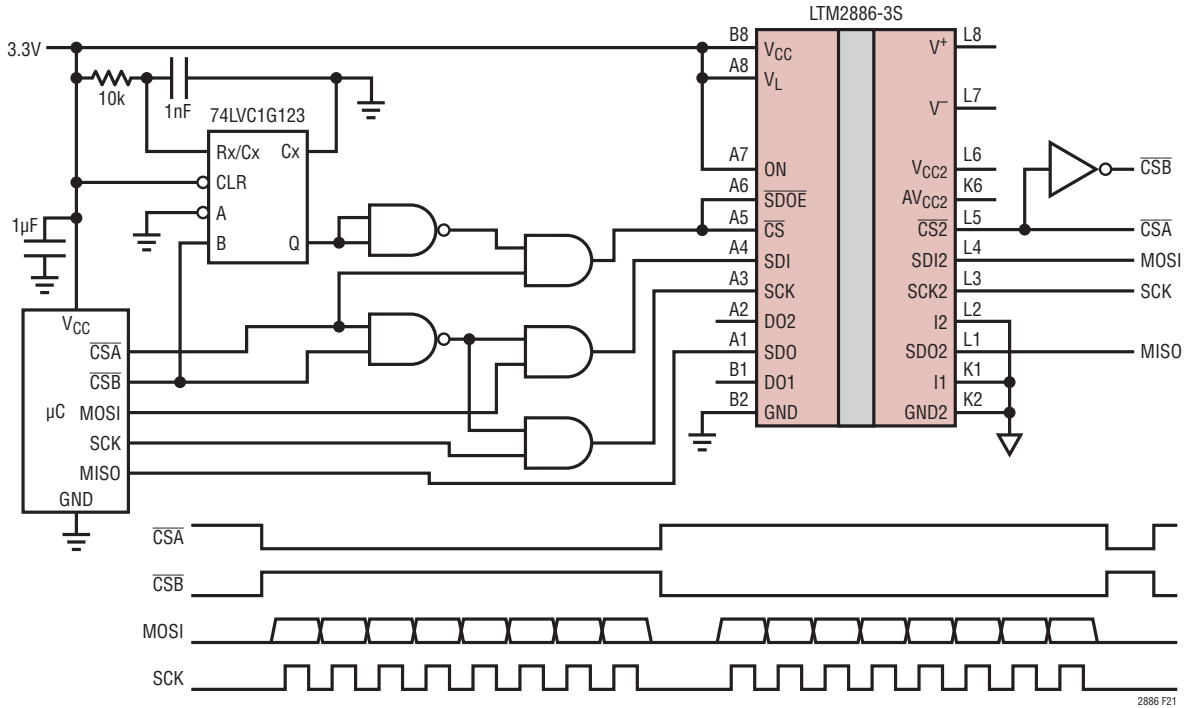 LTM2886-3S
3.3V
10k
1nF
74LVC1G123
Rx/Cx
Cx
CLR
A
B
Q
1µF
VCC
CSA
CSB
µC
MOSI
SCK
MISO
GND
B8
VCC
A8
VL
A7
ON
A6
SDOE
A5
CS
A4
SDI
A3
SCK
A2
DO2
A1
SDO
B1
DO1
B2
GND
V+
L8
V–
L7
VCC2
L6
AVCC2
K6
CS2
L5
SDI2
L4
SCK2
L3
I2
L2
SDO2
L1
I1
K1
GND2
K2
CSB
CSA
MOSI
SCK
MISO
CSA
CSB
MOSI
SCK
2886 F21